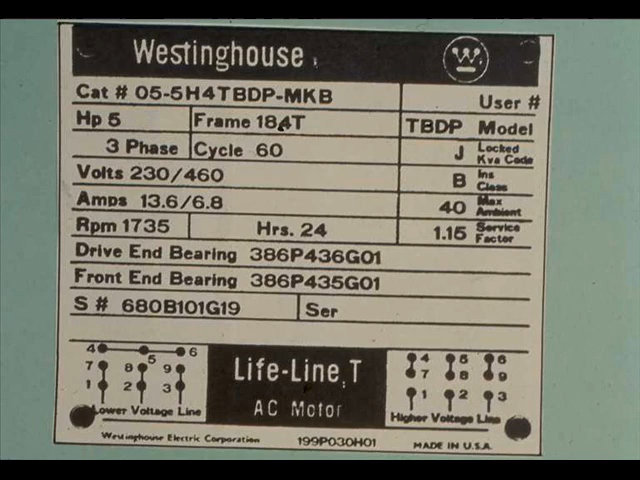 Westinghouse
Cat # 05-5H4TBDP-MKB User #
Hp 5 Frame 184T TBDP Model
3 Phase Cycle 60 J Locked Kva Code
Volts 230/460 B Ins Class
Amps 13.6/6.8 40 Max Ambient
Rpm 1735 Hrs. 24 1.15 Service Factor
Drive End Bearing 386P436G01
Front End Bearing 386P435G01
S # 680B101G19 Ser
4 5 6
7 8 9
1 2 3
Lower Voltage Line
Life-Line T
AC Motor
4 5 6
7 8 9
1 2 3
Higher Voltage Line
Westinghouse Electric Corporation 199P030H01 MADE IN U.S.A.